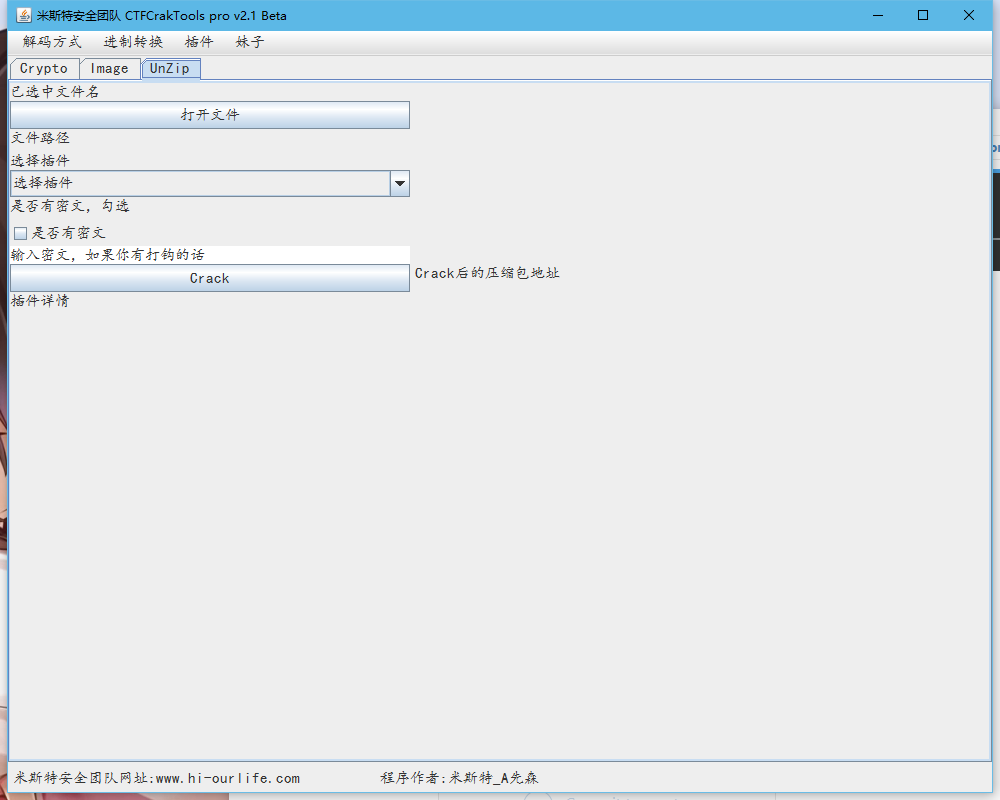 米斯特安全团队 CTFCrakTools pro v2.1 Beta
解码方式 进制转换 插件 妹子
Crypto Image UnZip
已选中文件名
打开文件
文件路径
选择插件
选择插件
是否有密文，勾选
是否有密文
输入密文，如果你有打钩的话
Crack
Crack后的压缩包地址
插件详情
米斯特安全团队网址:www.hi-ourlife.com 程序作者:米斯特_A先森